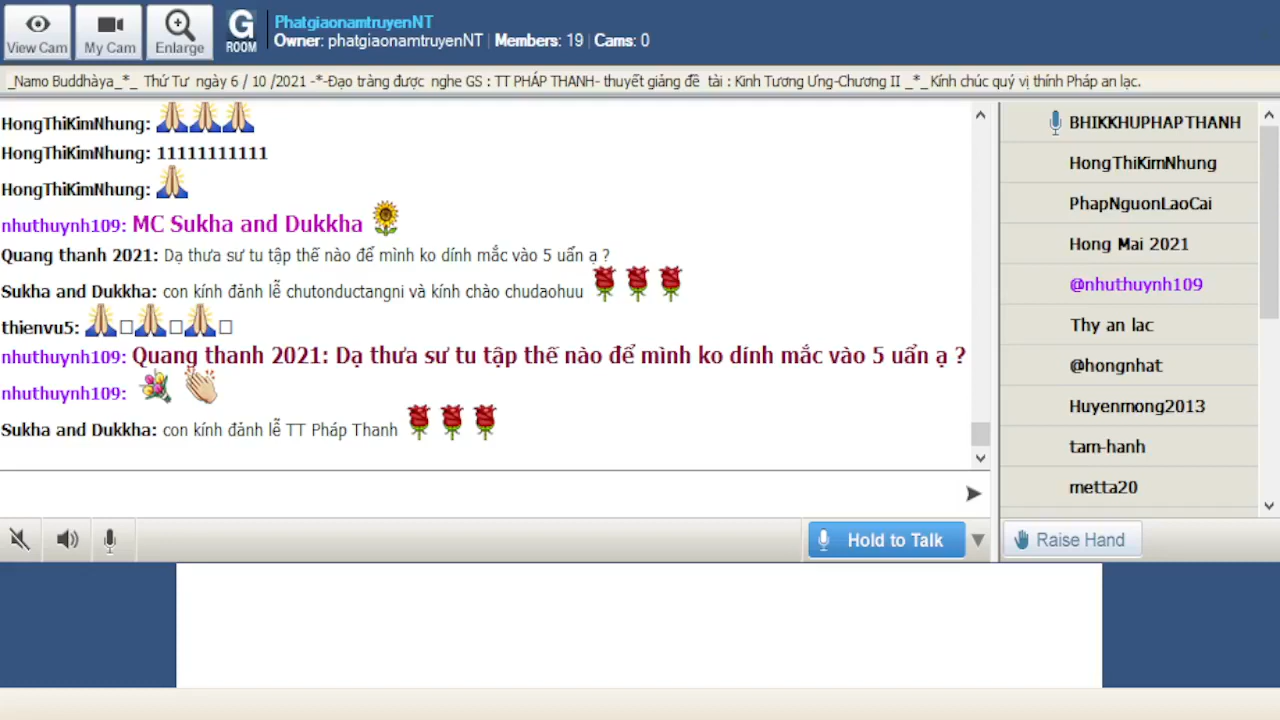 View Cam
My Cam
Enlarge
G
ROOM
PhatgiaonamtruyenNT
Owner: phatgiaonamtruyenNT | Members: 19 | Cams: 0
_Namo Buddhàya_*_ Thứ Tư ngày 6 / 10 /2021 -*-Đạo tràng được nghe GS : TT PHÁP THANH- thuyết giảng đề tài : Kinh Tương Ưng-Chương II _*_Kính chúc quý vị thính Pháp an lạc.
HongThiKimNhung:
HongThiKimNhung: 11111111111
HongThiKimNhung:
nhuthuynh109: MC Sukha and Dukkha
Quang thanh 2021: Dạ thưa sư tu tập thế nào để mình ko dính mắc vào 5 uẩn ạ ?
Sukha and Dukkha: con kính đảnh lễ chutonductangni và kính chào chudaohuu
thienvu5:
nhuthuynh109: Quang thanh 2021: Dạ thưa sư tu tập thế nào để mình ko dính mắc vào 5 uẩn ạ ?
nhuthuynh109:
Sukha and Dukkha: con kính đảnh lễ TT Pháp Thanh
BHIKKHUPHAPTHANH
HongThiKimNhung
PhapNguonLaoCai
Hong Mai 2021
@nhuthuynh109
Thy an lac
@hongnhat
Huyenmong2013
tam-hanh
metta20
Hold to Talk
Raise Hand